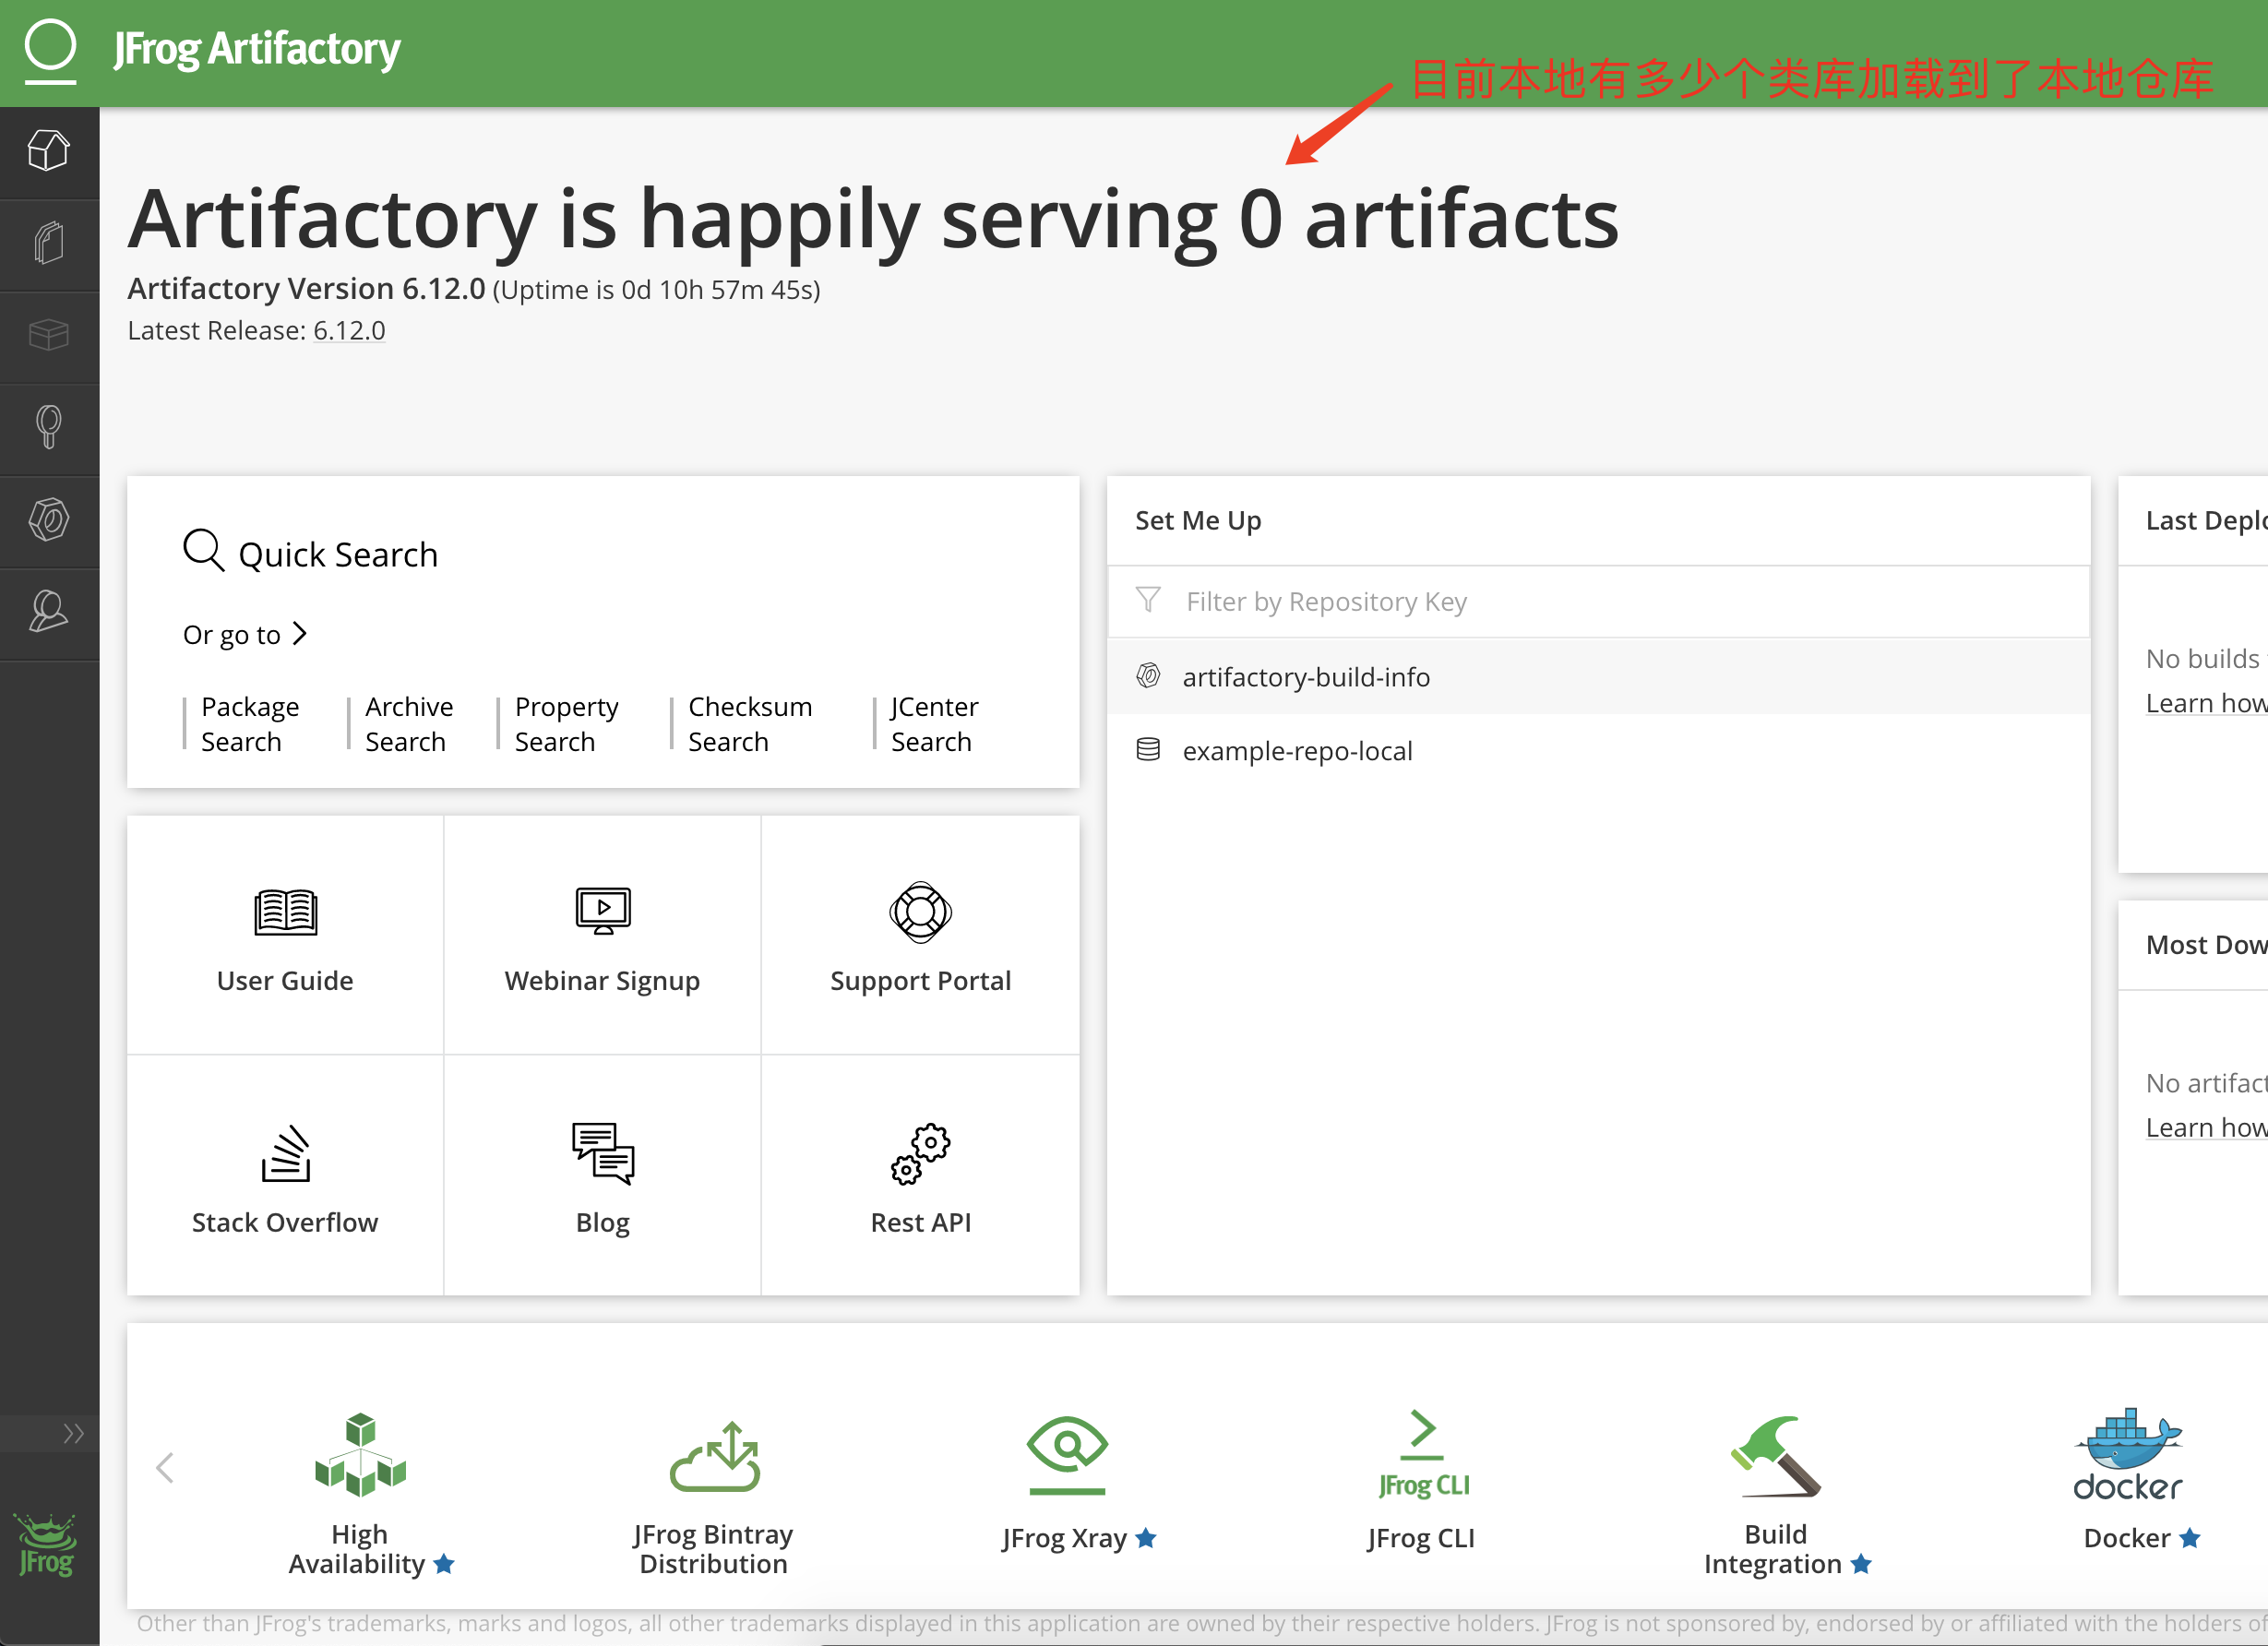 JFrog Artifactory
目前本地有多少个类库加载到了本地仓库
Artifactory is happily serving 0 artifacts
Artifactory Version 6.12.0 (Uptime is 0d 10h 57m 45s)
Latest Release: 6.12.0
Quick Search
Or go to
Package
Search
Archive
Search
Property
Search
Checksum
Search
JCenter
Search
Set Me Up
Filter by Repository Key
artifactory-build-info
example-repo-local
Last
No builds
Learn how
Most
No
Learn how
User Guide
Webinar Signup
Support Portal
Stack Overflow
Blog
Rest API
High
Availability
JFrog Bintray
Distribution
JFrog Xray
JFrog CLI
JFrog CLI
Build
Integration
docker
Docker
JFrog
Other than JFrog's trademarks, marks and logos, all other trademarks displayed in this application are owned by their respective holders. JFrog is not sponsored by, endorsed by or affiliated with the holders